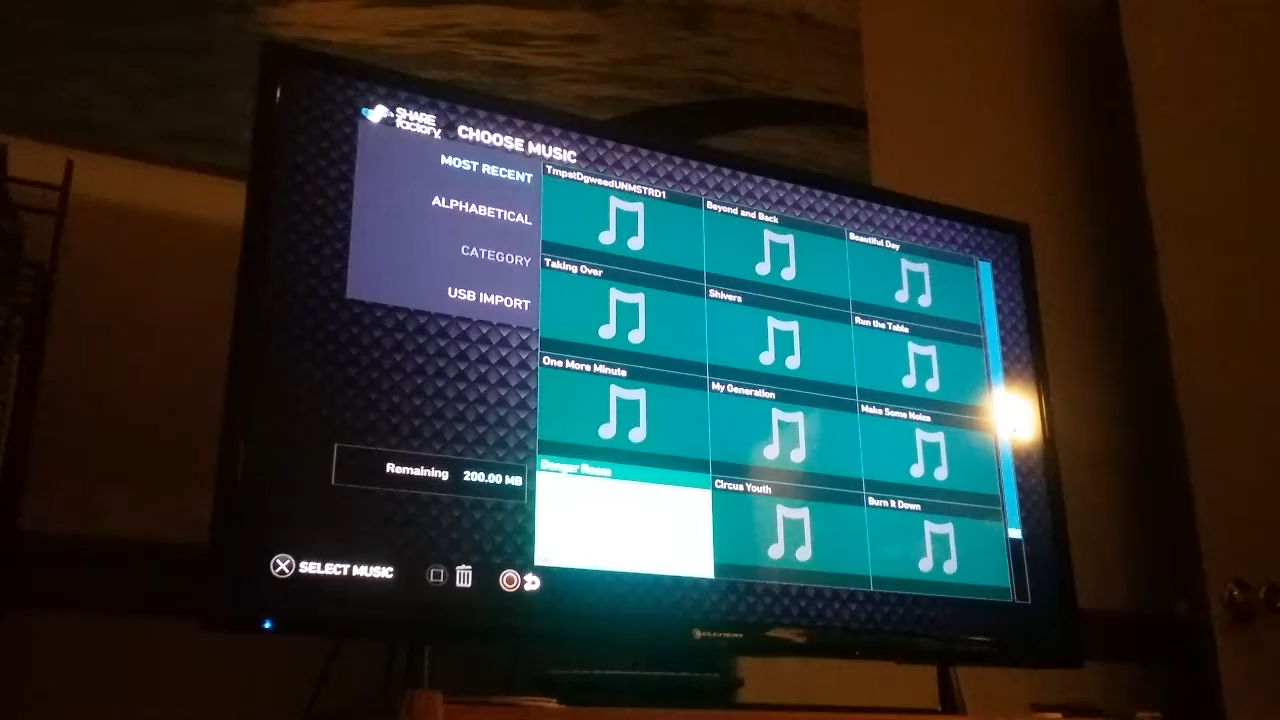 SHARE
factory.
CHOOSE MUSIC
MOST RECENT
ALPHABETICAL
CATEGORY
USB IMPORT
TmpstDgweedUNMSTRD1
Beyond and Back
Beautiful Day
Taking Over
Shivers
Run the Table
One More Minute
My Generation
Make Some Noize
Danger Room
Circus Youth
Burn It Down
Remaining 200.00 MB
SELECT MUSIC
ELEMENT